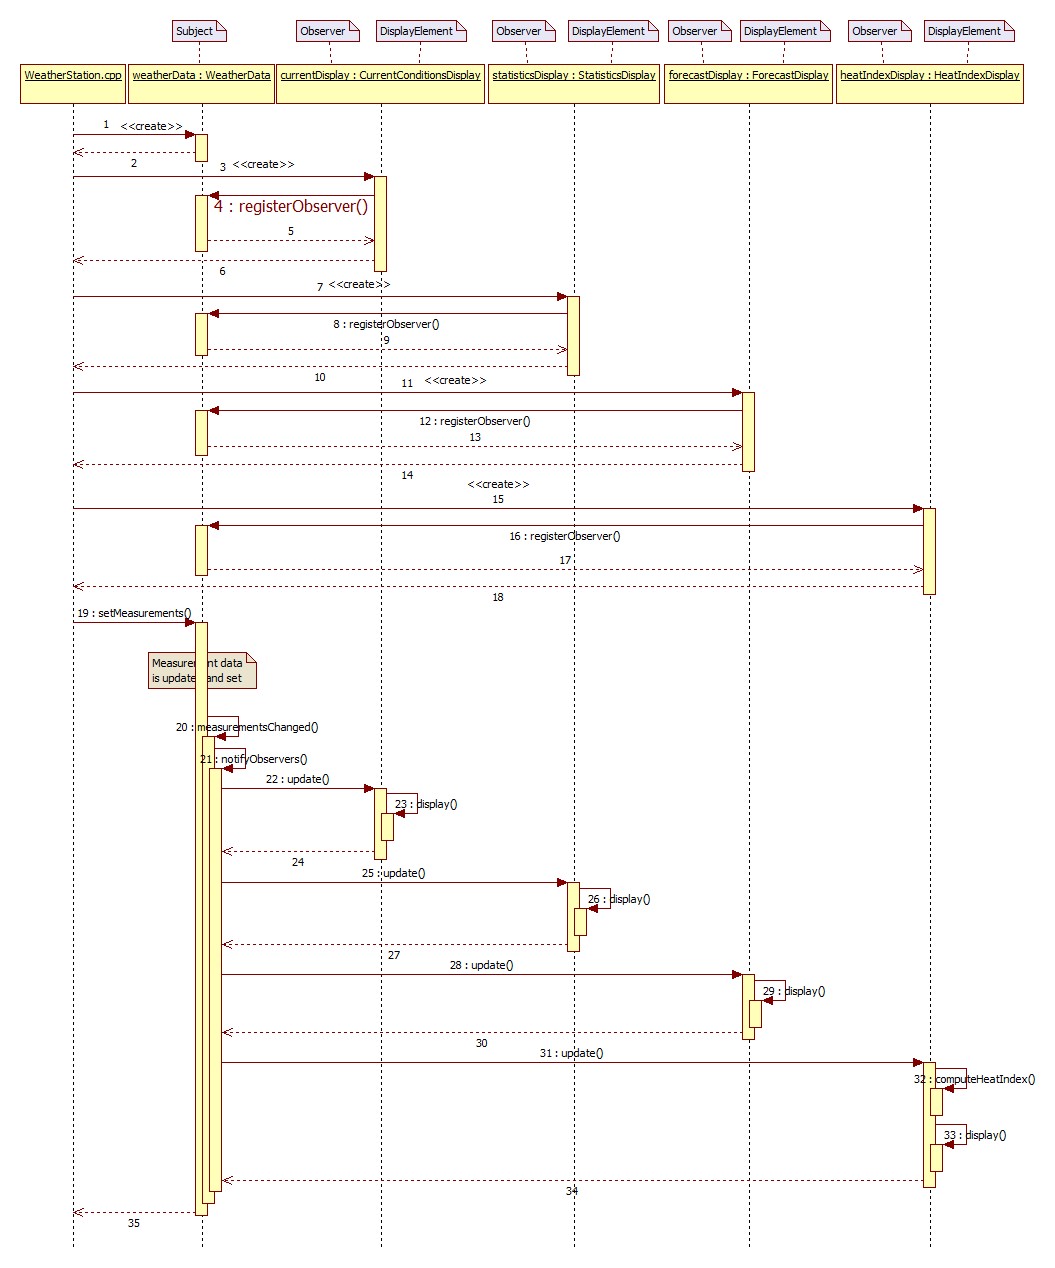 Subject
Observer
DisplayElement
Observer
DisplayElement
Observer
DisplayElement
Observer
DisplayElement
WeatherStation.cpp
weatherData : WeatherData
currentDisplay : CurrentConditionsDisplay
statisticsDisplay : StatisticsDisplay
forecastDisplay : ForecastDisplay
heatIndexDisplay : HeatIndexDisplay
1 <<create>>
2
3 <<create>>
4 : registerObserver()
5
6
7 <<create>>
8 : registerObserver()
9
10
11 <<create>>
12 : registerObserver()
13
14
<<create>>
15
16 : registerObserver()
17
18
19 : setMeasurements()
Measurement data
is updated and set
20 : measurementsChanged()
21 : notifyObservers()
22 : update()
23 : display()
24
25 : update()
26 : display()
27
28 : update()
29 : display()
30
31 : update()
32 : computeHeatIndex()
33 : display()
34
35